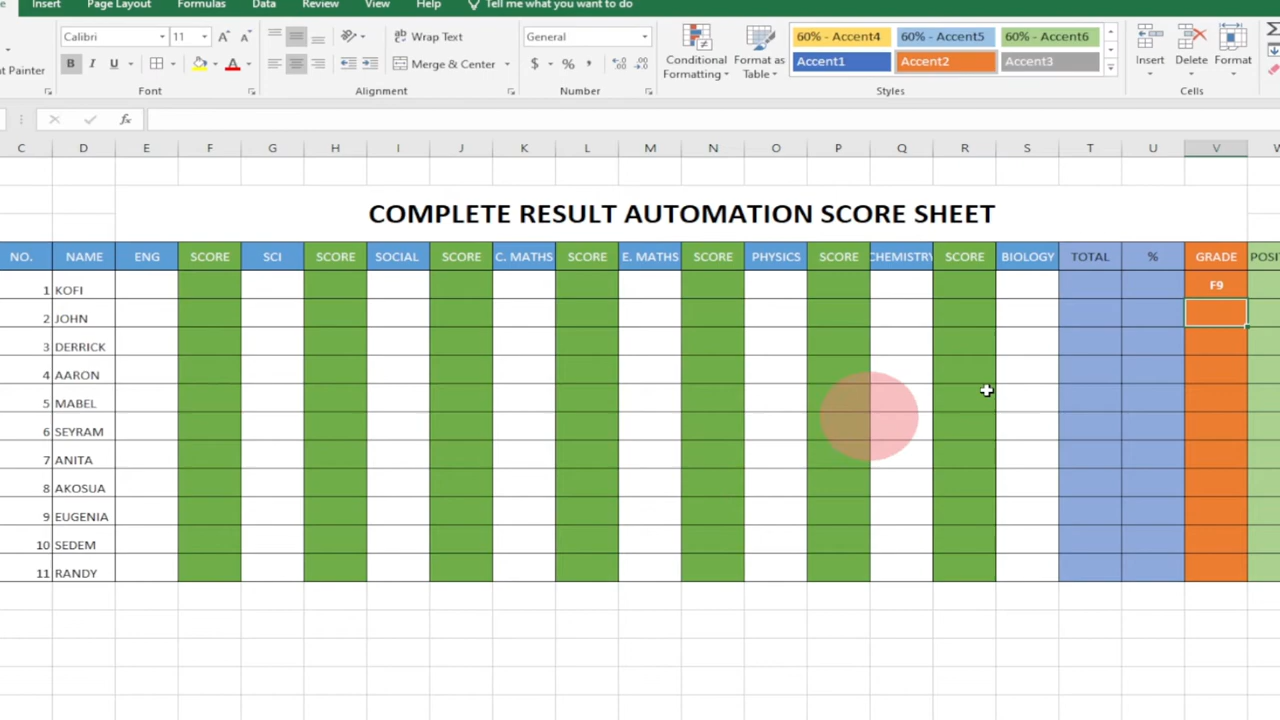 Insert Page Layout Formulas Data Review View Help Tell me what you want to do
Calibri 11 A A Wrap Text General 60% - Accent4 60% - Accent5 60% - Accent6
t Painter B I U A Merge & Center $ % , Conditional Formatting Format as Table Accent1 Accent2 Accent3 Insert Delete Format
Font Alignment Number Styles Cells
fx
C D E F G H I J K L M N O P Q R S T U V W
COMPLETE RESULT AUTOMATION SCORE SHEET
NO. NAME ENG SCORE SCI SCORE SOCIAL SCORE C. MATHS SCORE E. MATHS SCORE PHYSICS SCORE CHEMISTRY SCORE BIOLOGY TOTAL % GRADE POSI
1 KOFI F9
2 JOHN
3 DERRICK
4 AARON
5 MABEL
6 SEYRAM
7 ANITA
8 AKOSUA
9 EUGENIA
10 SEDEM
11 RANDY